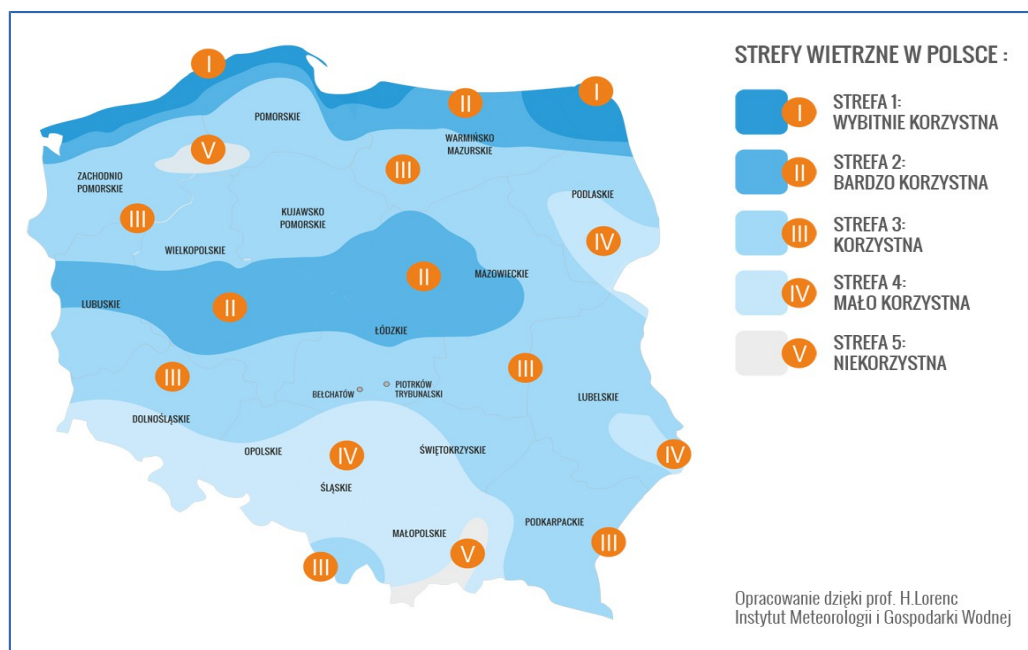 I
I
II
POMORSKIE
WARMIŃSKO
MAZURSKIE
V
III
ZACHODNIO
POMORSKIE
PODLASKIE
III
KUJAWSKO
POMORSKIE
IV
WIELKOPOLSKIE
II
MAZOWIECKIE
LUBUSKIE
II
ŁÓDZKIE
III
III
BEŁCHATÓW
PIOTRKÓW
TRYBUNALSKI
LUBELSKIE
DOLNOŚLĄSKIE
OPOLSKIE
IV
ŚWIĘTOKRZYSKIE
IV
ŚLĄSKIE
MAŁOPOLSKIE
PODKARPACKIE
III
V
III
STREFY WIETRZNE W POLSCE :
I
STREFA 1:
WYBITNIE KORZYSTNA
II
STREFA 2:
BARDZO KORZYSTNA
III
STREFA 3:
KORZYSTNA
IV
STREFA 4:
MAŁO KORZYSTNA
V
STREFA 5:
NIEKORZYSTNA
Opracowanie dzięki prof. H.Lorenc
Instytut Meteorologii i Gospodarki Wodnej